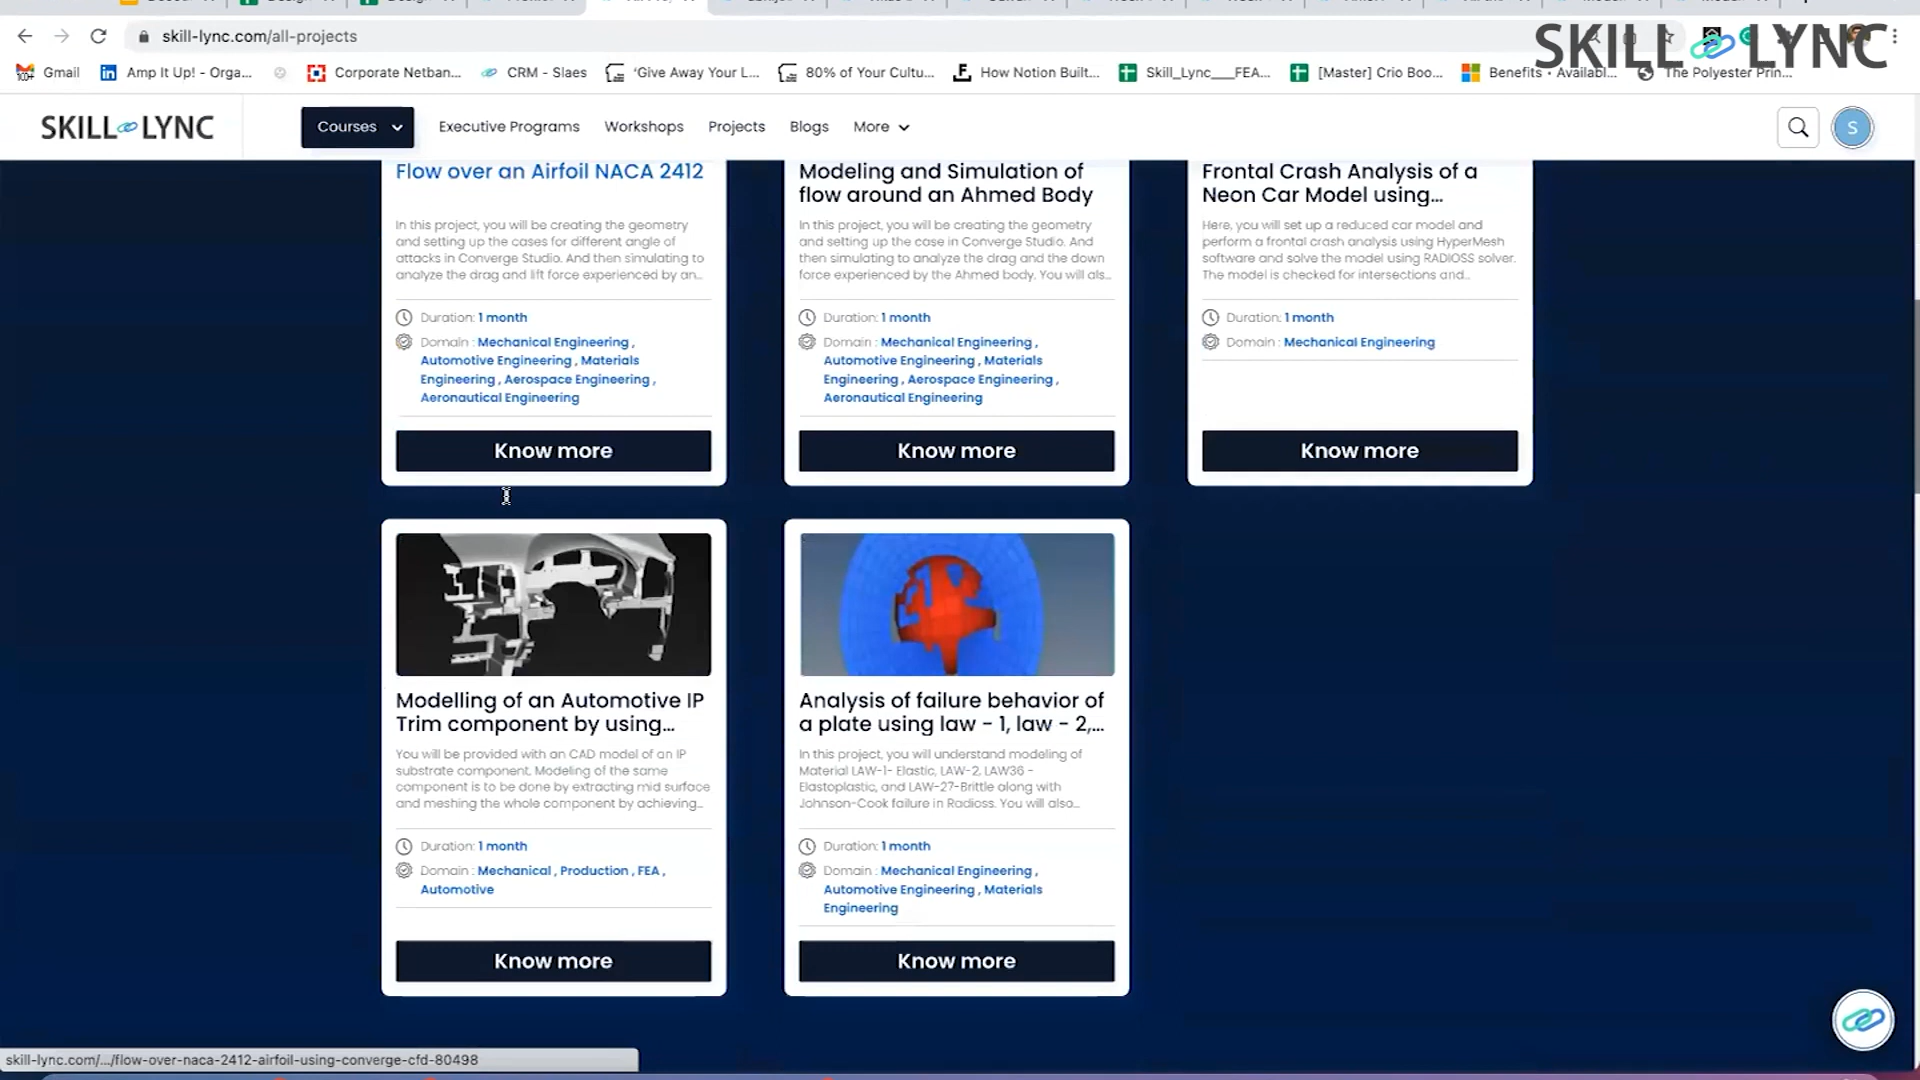 skill-lync.com/all-projects
SKILL LYNC
Gmail
Amp It Up! - Orga...
Corporate Netban...
CRM - Slaes
'Give Away Your L...
80% of Your Cultu...
How Notion Built...
Skill_Lync___FEA...
[Master] Crio Boo...
Benefits • Availabl...
The Polyester Prin...
SKILL LYNC
Courses
Executive Programs
Workshops
Projects
Blogs
More
S
Flow over an Airfoil NACA 2412
In this project, you will be creating the geometry
and setting up the cases for different angle of
attacks in Converge Studio. And then simulating to
analyze the drag and lift force experienced by an...
Duration: 1 month
Domain : Mechanical Engineering ,
Automotive Engineering , Materials
Engineering , Aerospace Engineering ,
Aeronautical Engineering
Know more
Modeling and Simulation of
flow around an Ahmed Body
In this project, you will be creating the geometry
and setting up the case in Converge Studio. And
then simulating to analyze the drag and the down
force experienced by the Ahmed body. You will als...
Duration: 1 month
Domain : Mechanical Engineering ,
Automotive Engineering , Materials
Engineering , Aerospace Engineering ,
Aeronautical Engineering
Know more
Frontal Crash Analysis of a
Neon Car Model using...
Here, you will set up a reduced car model and
perform a frontal crash analysis using HyperMesh
software and solve the model using RADIOSS solver.
The model is checked for intersections and...
Duration: 1 month
Domain : Mechanical Engineering
Know more
Modelling of an Automotive IP
Trim component by using...
You will be provided with an CAD model of an IP
substrate component. Modeling of the same
component is to be done by extracting mid surface
and meshing the whole component by achieving...
Duration: 1 month
Domain : Mechanical , Production , FEA ,
Automotive
Know more
Analysis of failure behavior of
a plate using law - 1, law - 2,...
In this project, you will understand modeling of
Material LAW-1- Elastic, LAW-2, LAW36 -
Elastoplastic, and LAW-27-Brittle along with
Johnson-Cook failure in Radioss. You will also...
Duration: 1 month
Domain : Mechanical Engineering ,
Automotive Engineering , Materials
Engineering
Know more
skill-lync.com/.../flow-over-naca-2412-airfoil-using-converge-cfd-80498